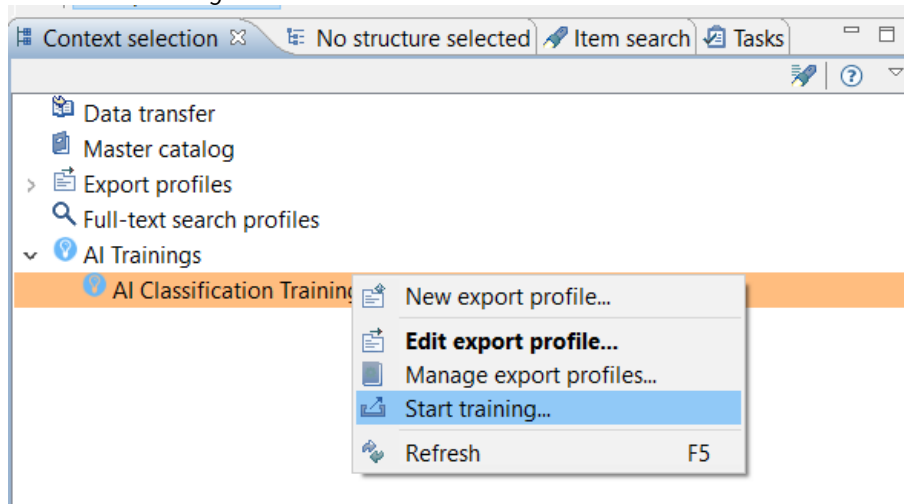 Context selection No structure selected Item search Tasks
Data transfer
Master catalog
Export profiles
Full-text search profiles
AI Trainings
AI Classification Training
New export profile...
Edit export profile...
Manage export profiles...
Start training...
Refresh F5